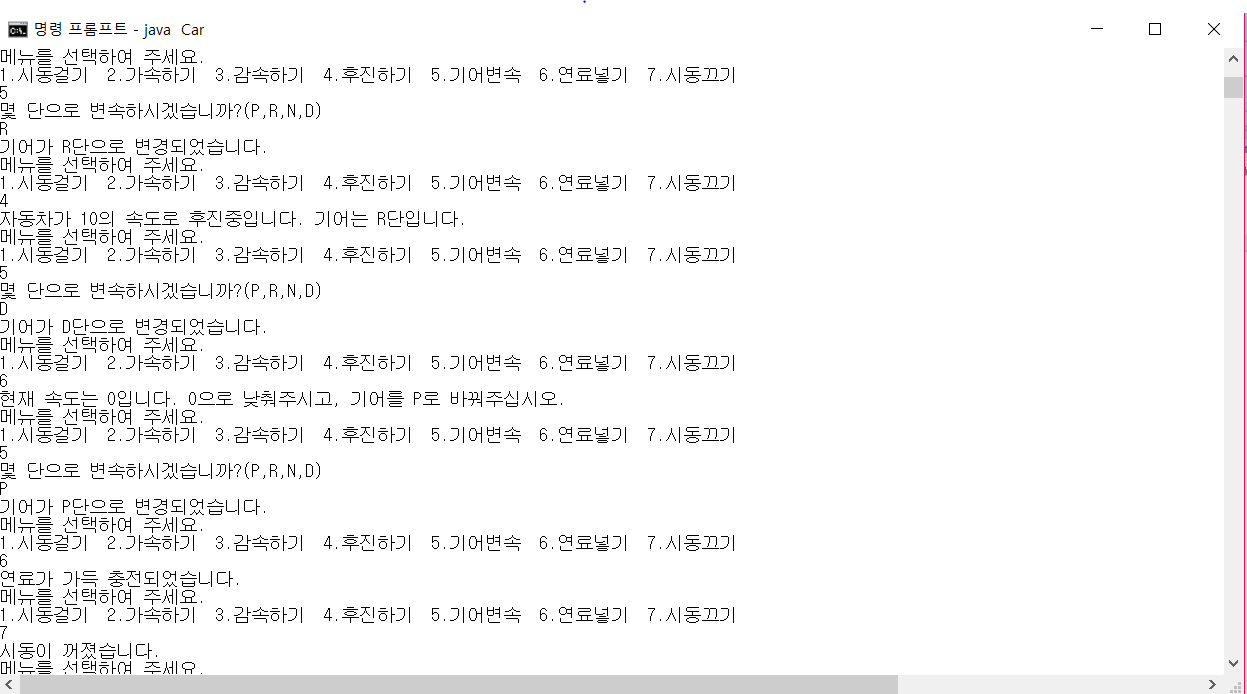 명령 프롬프트 - java  Car
메뉴를 선택하여 주세요.
1.시동걸기  2.가속하기  3.감속하기  4.후진하기  5.기어변속  6.연료넣기  7.시동끄기
5
몇 단으로 변속하시겠습니까?(P,R,N,D)
R
기어가 R단으로 변경되었습니다.
메뉴를 선택하여 주세요.
1.시동걸기  2.가속하기  3.감속하기  4.후진하기  5.기어변속  6.연료넣기  7.시동끄기
4
자동차가 10의 속도로 후진중입니다. 기어는 R단입니다.
메뉴를 선택하여 주세요.
1.시동걸기  2.가속하기  3.감속하기  4.후진하기  5.기어변속  6.연료넣기  7.시동끄기
5
몇 단으로 변속하시겠습니까?(P,R,N,D)
D
기어가 D단으로 변경되었습니다.
메뉴를 선택하여 주세요.
1.시동걸기  2.가속하기  3.감속하기  4.후진하기  5.기어변속  6.연료넣기  7.시동끄기
6
현재 속도는 0입니다. 0으로 낮춰주시고, 기어를 P로 바꿔주십시오.
메뉴를 선택하여 주세요.
1.시동걸기  2.가속하기  3.감속하기  4.후진하기  5.기어변속  6.연료넣기  7.시동끄기
5
몇 단으로 변속하시겠습니까?(P,R,N,D)
P
기어가 P단으로 변경되었습니다.
메뉴를 선택하여 주세요.
1.시동걸기  2.가속하기  3.감속하기  4.후진하기  5.기어변속  6.연료넣기  7.시동끄기
6
연료가 가득 충전되었습니다.
메뉴를 선택하여 주세요.
1.시동걸기  2.가속하기  3.감속하기  4.후진하기  5.기어변속  6.연료넣기  7.시동끄기
7
시동이 꺼졌습니다.
메뉴를 선택하여 주세요.